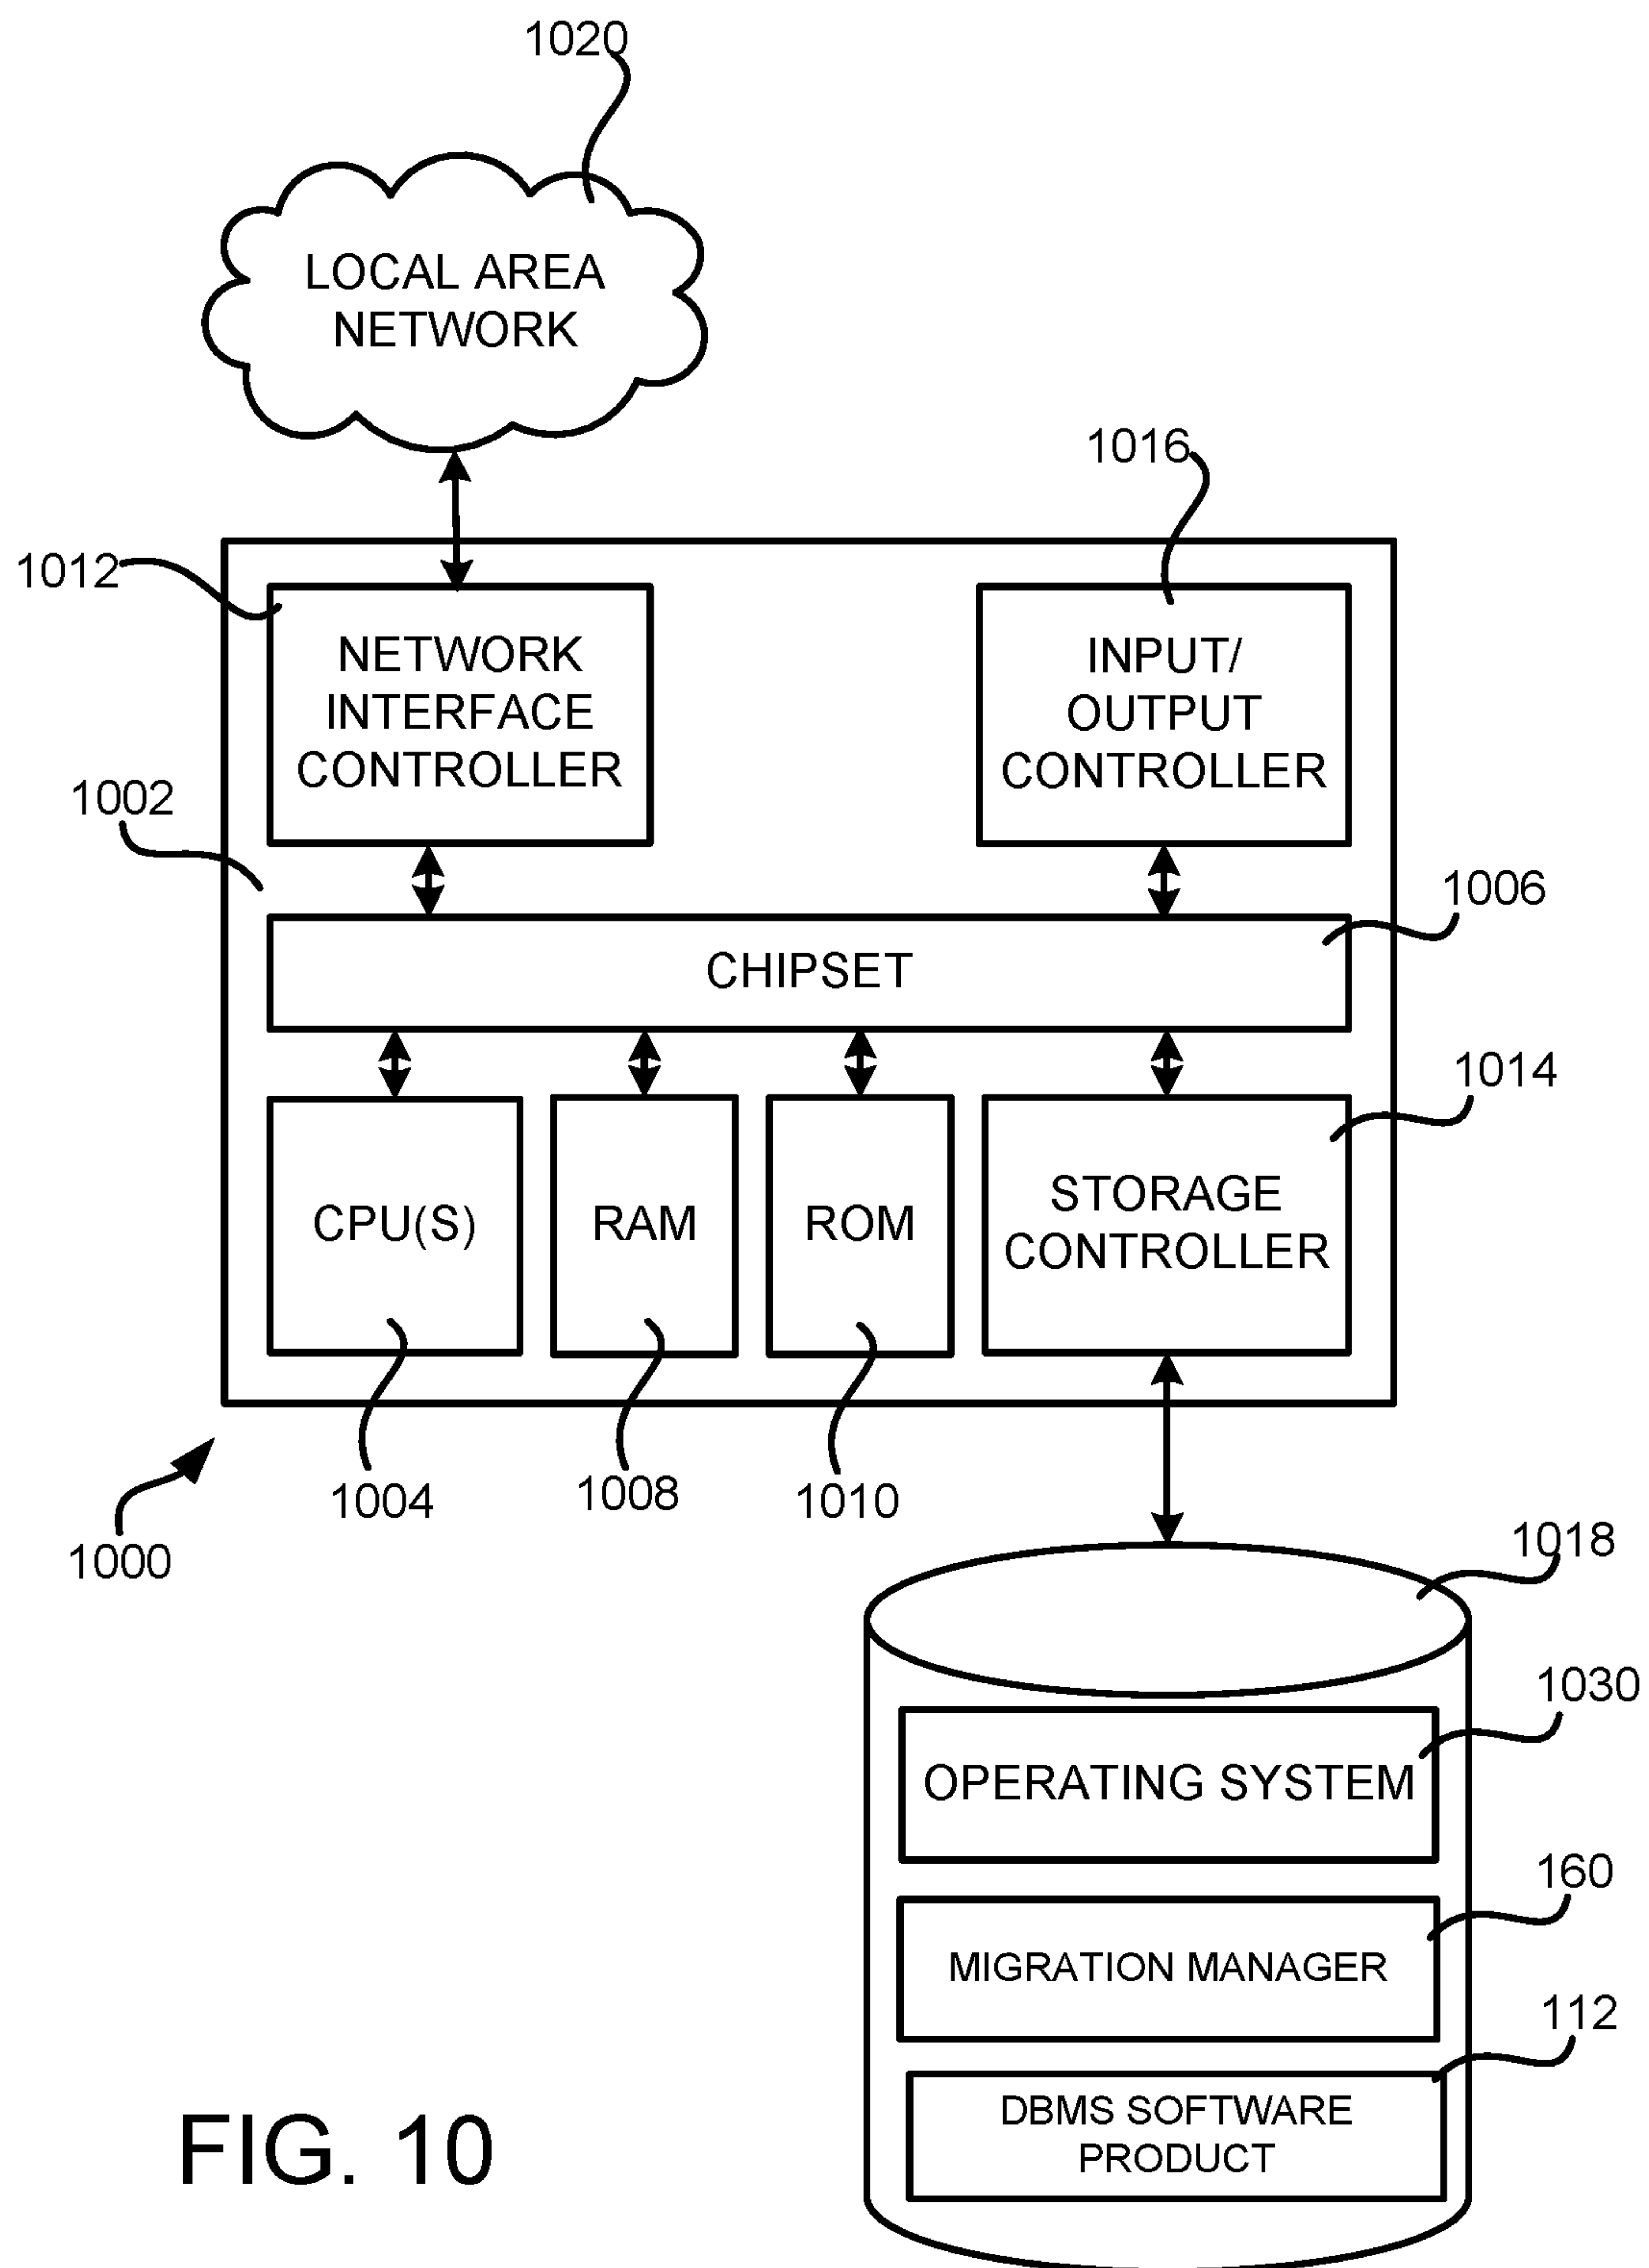 1020
LOCAL AREA
NETWORK
1016
1012
NETWORK
INTERFACE
CONTROLLER
INPUT/
OUTPUT
CONTROLLER
1002
1006
CHIPSET
1014
CPU(S)
RAM
ROM
STORAGE
CONTROLLER
1004
1008
1010
1000
1018
1030
OPERATING SYSTEM
160
MIGRATION MANAGER
112
DBMS SOFTWARE
PRODUCT
FIG. 10